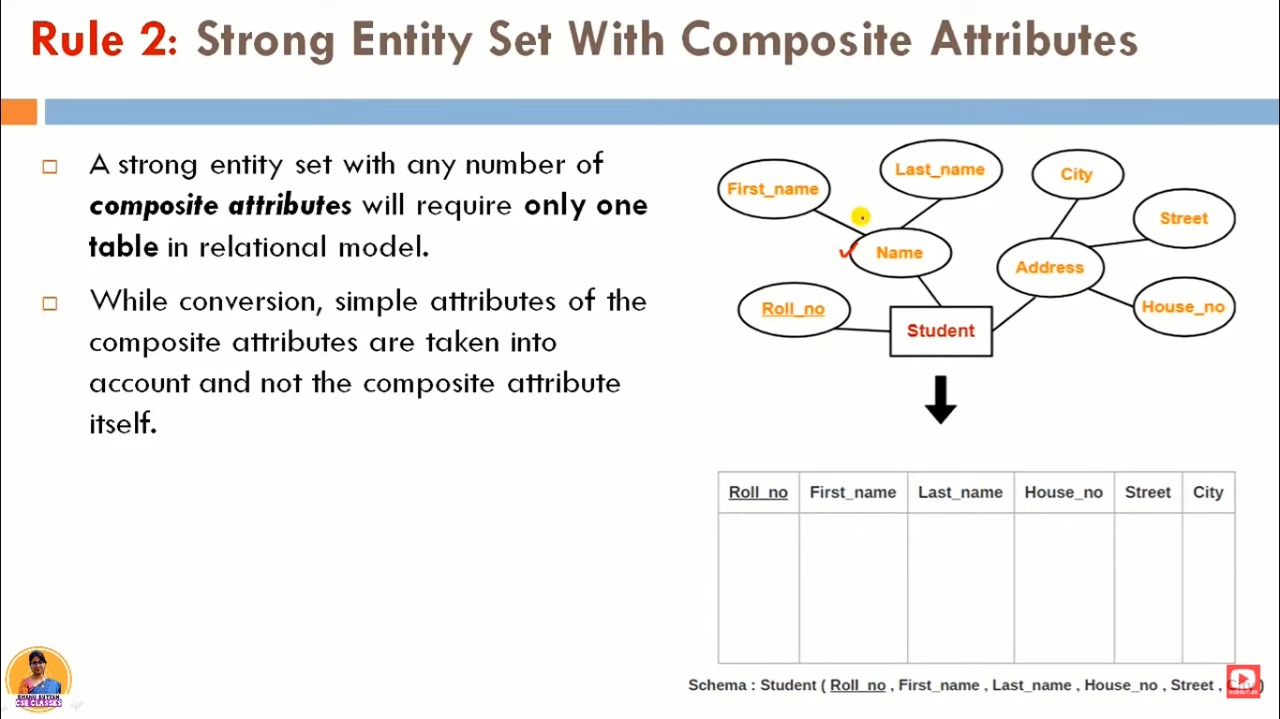 Rule 2: Strong Entity Set With Composite Attributes
A strong entity set with any number of
composite attributes will require only one
table in relational model.
While conversion, simple attributes of the
composite attributes are taken into
account and not the composite attribute
itself.
Last_name
City
First_name
Street
Name
Address
Roll_no
House_no
Student
Roll_no First_name Last_name House_no Street City
Schema : Student ( Roll_no , First_name , Last_name , House_no , Street , City )
CSE CLASSES
SUBSCRIBE